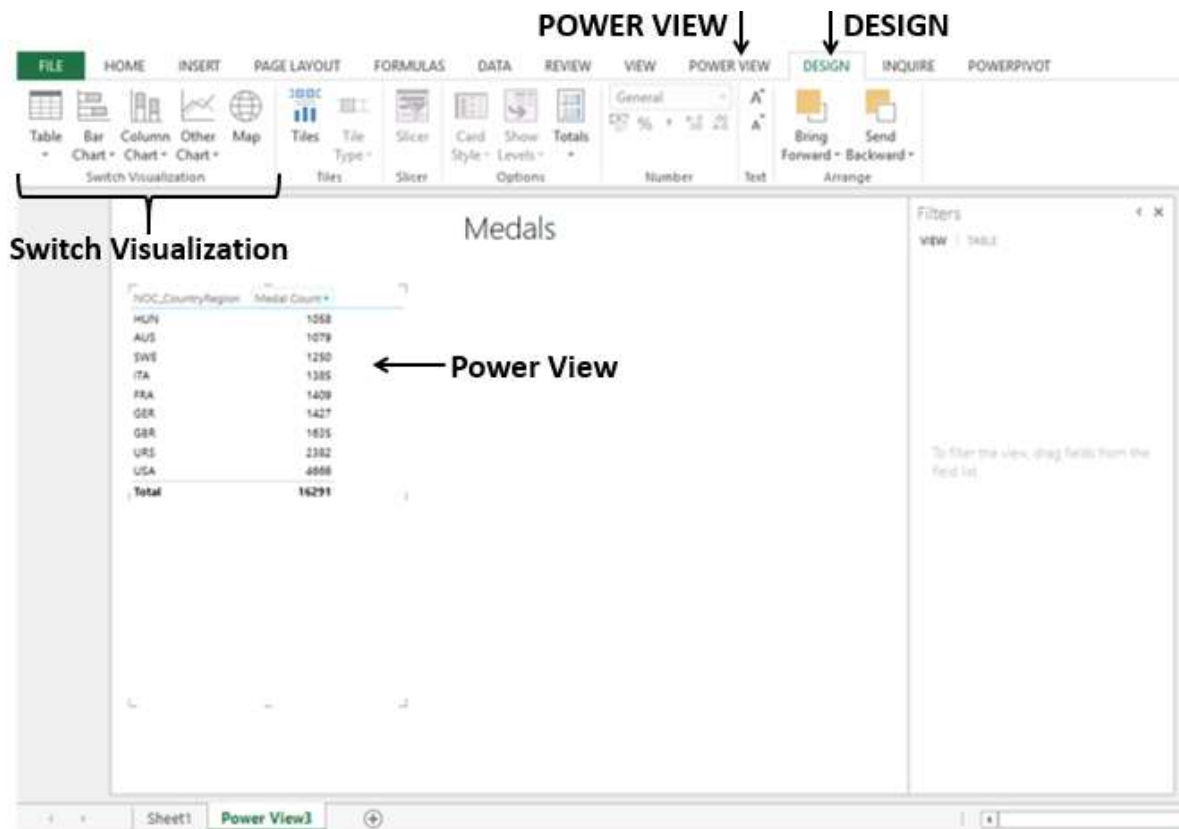 POWER VIEW DESIGN
FILE HOME INSERT PAGE LAYOUT FORMULAS DATA REVIEW VIEW POWER VIEW DESIGN INQUIRE POWERPIVOT
Table Bar Chart Column Chart Other Chart Map
Switch Visualization
Tiles Tile Type
Tiles
Slicer
Slicer
Card Style Show Levels Totals
Options
General
%
Number
A A
Text
Bring Forward Send Backward
Arrange
Switch Visualization
Medals
NOC_CountryRegion Medal Count
HUN 1058
AUS 1079
SWE 1250
ITA 1385
FRA 1409
GER 1427
GBR 1635
URS 2382
USA
Total 16291
Power View
Filters
VIEW | TABLE
To filter the view, drag fields from the
field list.
Sheet1 Power View3